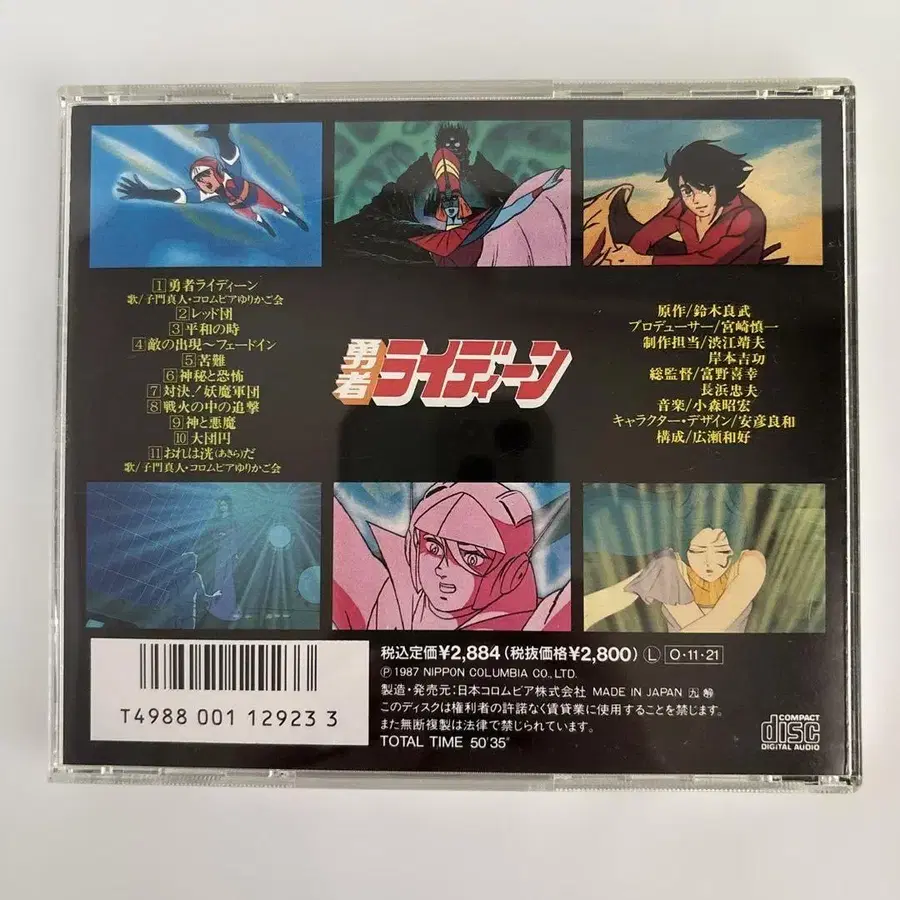 1 勇者ライディーン
歌/子門真人・コロムビアゆりかご会
2 レッド団
3 平和の時
4 敵の出現〜フェードイン
5 苦難
6 神秘と恐怖
7 対決!妖魔軍団
8 戦火の中の追撃
9 神と悪魔
10 大団円
11 おれは洸(あきら)だ
歌/子門真人・コロムビアゆりかご会
勇者ライディーン
原作/鈴木良武
プロデューサー/宮崎慎一
制作担当/渋江靖夫
岸本吉功
総監督/富野喜幸
長浜忠夫
音楽/小森昭宏
キャラクター・デザイン/安彦良和
構成/広瀬和好
T4988 001 12923 3
税込定価¥2,884(税抜価格¥2,800) L O・11・21
Ⓟ 1987 NIPPON COLUMBIA CO., LTD.
製造・発売元:日本コロムビア株式会社 MADE IN JAPAN
このディスクは権利者の許諾なく賃貸業に使用することを禁じます。
また無断複製は法律で禁じられています。
TOTAL TIME 50'35"
COMPACT
disc
DIGITAL AUDIO